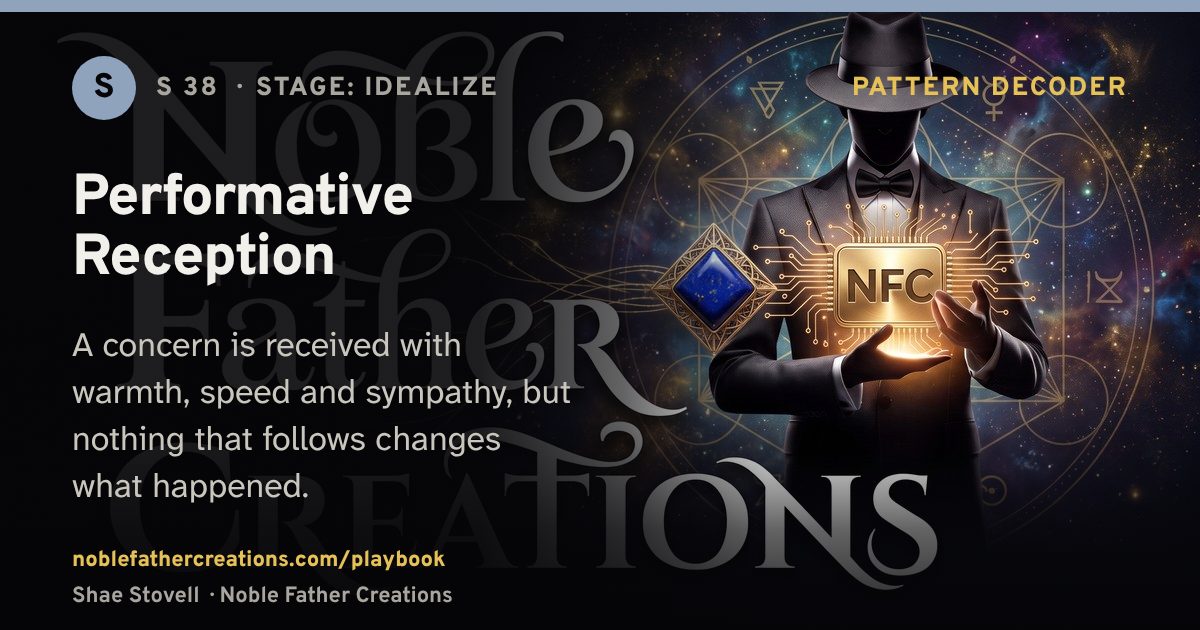 S
S 38 · STAGE: IDEALIZE
PATTERN DECODER
Performative
Reception
A concern is received with
warmth, speed and sympathy, but
nothing that follows changes
what happened.
noblefathercreations.com/playbook
Shae Stovell · Noble Father Creations
Noble
Father
Creations
NFC